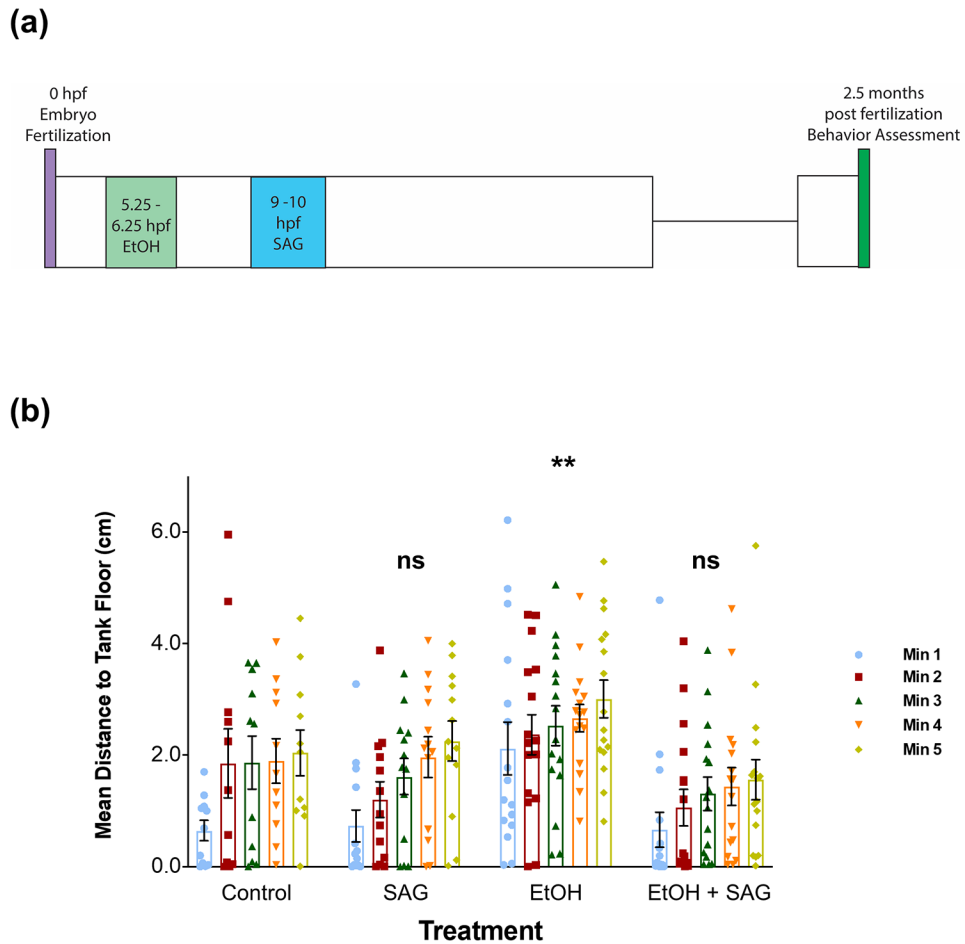 (a)
0 hpf
Embryo
Fertilization
2.5 months
post fertilization
Behavior Assessment
5.25 -
6.25 hpf
EtOH
9 -10
hpf
SAG
(b)
**
ns
ns
Mean Distance to Tank Floor (cm)
6.0
4.0
2.0
0.0
Control
SAG
EtOH
EtOH + SAG
Treatment
Min 1
Min 2
Min 3
Min 4
Min 5